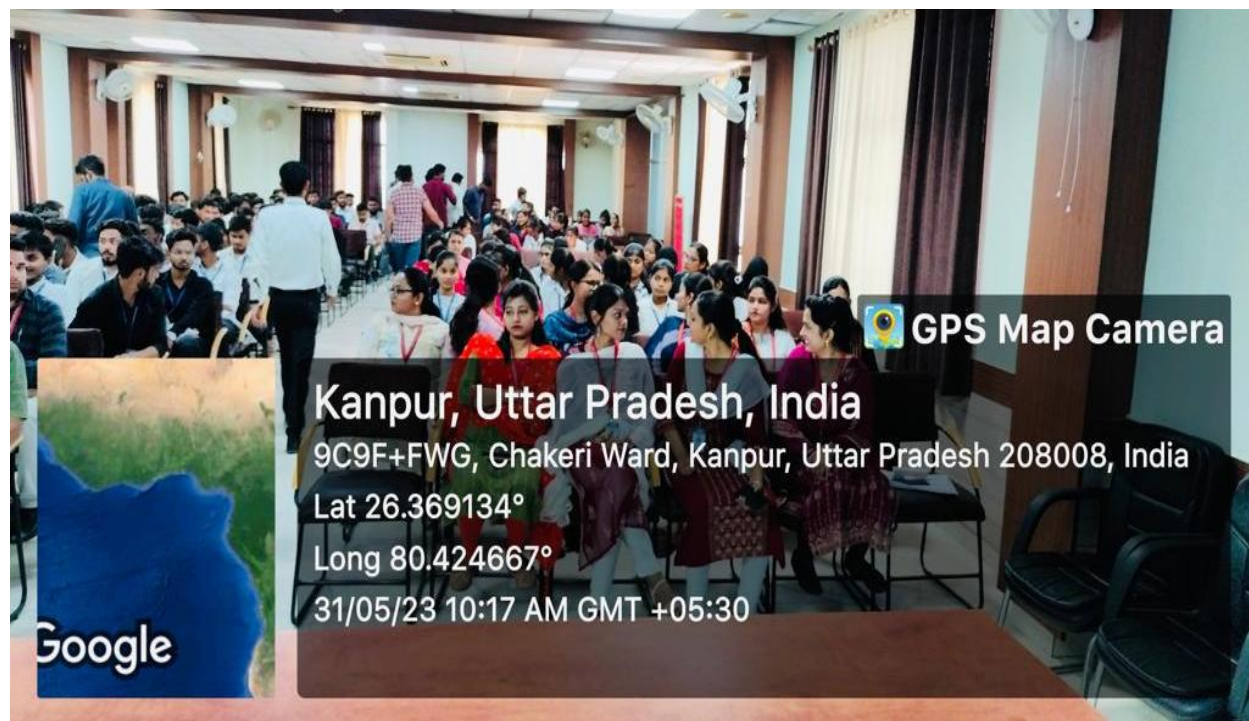 GPS Map Camera
Kanpur, Uttar Pradesh, India
9C9F+FWG, Chakeri Ward, Kanpur, Uttar Pradesh 208008, India
Lat 26.369134°
Long 80.424667°
31/05/23 10:17 AM GMT +05:30
Google